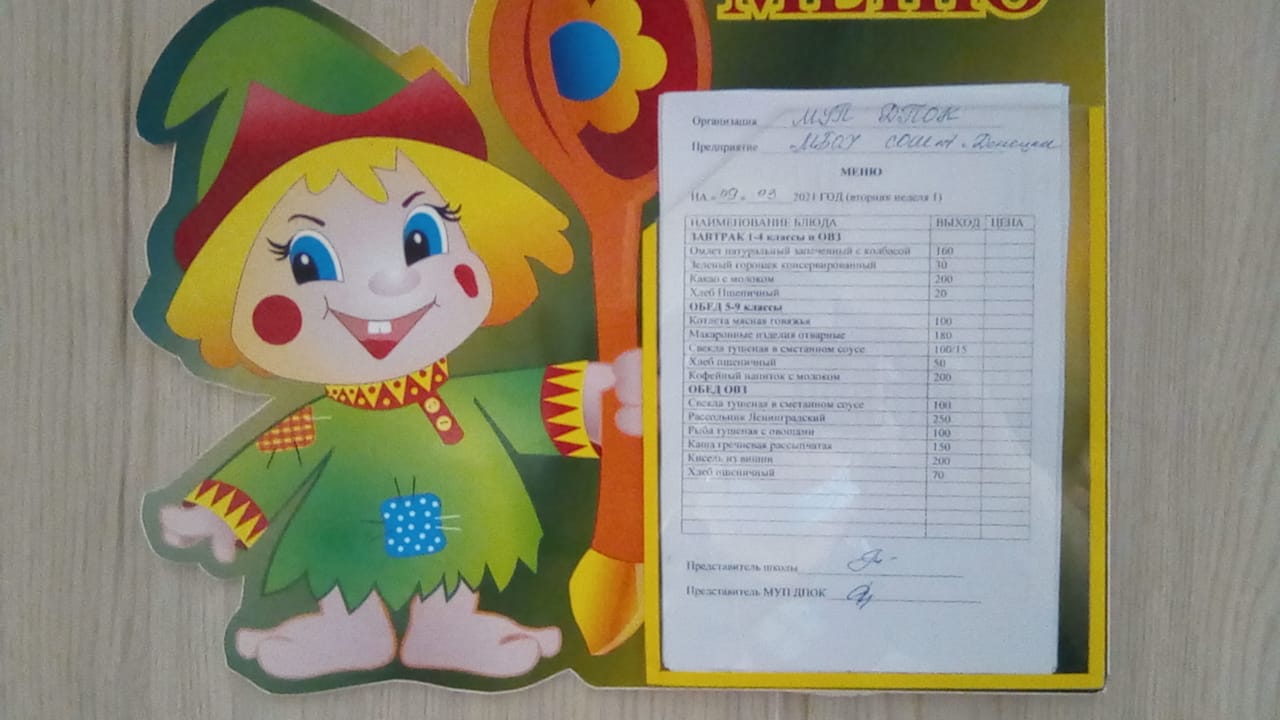 МЕНЮ
Организация МУП ДПОК
Предприятие МБОУ СОШ №1 г. Донецка
МЕНЮ
НА «09» 03 2021 ГОД (вторник неделя 1)
НАИМЕНОВАНИЕ БЛЮДА ВЫХОД ЦЕНА
ЗАВТРАК 1-4 классы и ОВЗ
Омлет натуральный запеченный с колбасой 160
Зеленый горошек консервированный 30
Какао с молоком 200
Хлеб Пшеничный 20
ОБЕД 5-9 классы
Котлета мясная говяжья 100
Макаронные изделия отварные 180
Свекла тушеная в сметанном соусе 100/15
Хлеб пшеничный 50
Кофейный напиток с молоком 200
ОБЕД ОВЗ
Свекла тушеная в сметанном соусе 100
Рассольник Ленинградский 250
Рыба тушеная с овощами 100
Каша гречневая рассыпчатая 150
Кисель из вишни 200
Хлеб пшеничный 70
Представитель школы
Представитель МУП ДПОК